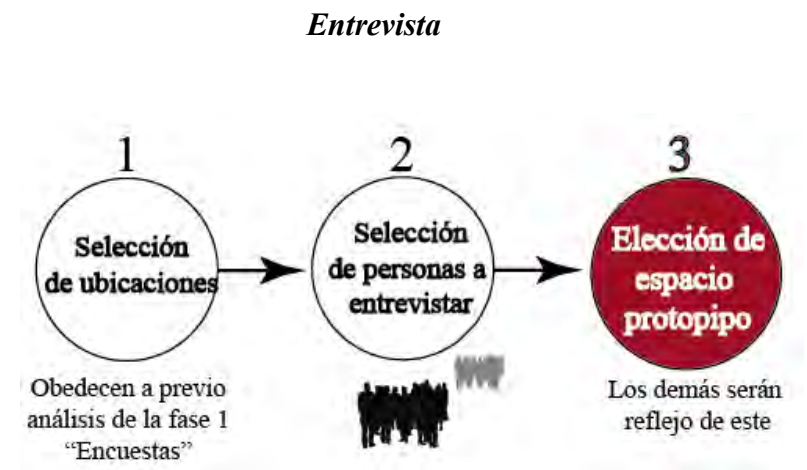 Entrevista
1
Selección
de ubicaciones
Obedecen a previo
análisis de la fase 1
“Encuestas”
2
Selección
de personas a
entrevistar
3
Elección de
espacio
protopipo
Los demás serán
reflejo de este